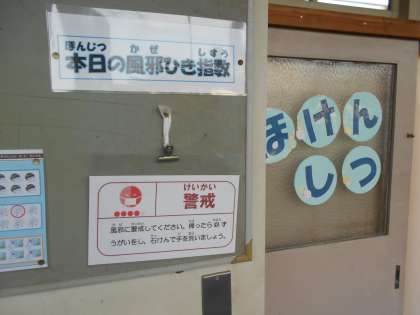 ほんじつ かぜ しすう
本日の風邪ひき指数
けいかい
警戒
風邪に警戒してください。帰ったら必ず
うがいをし、石けんで手を洗いましょう。
ほけん
しつ